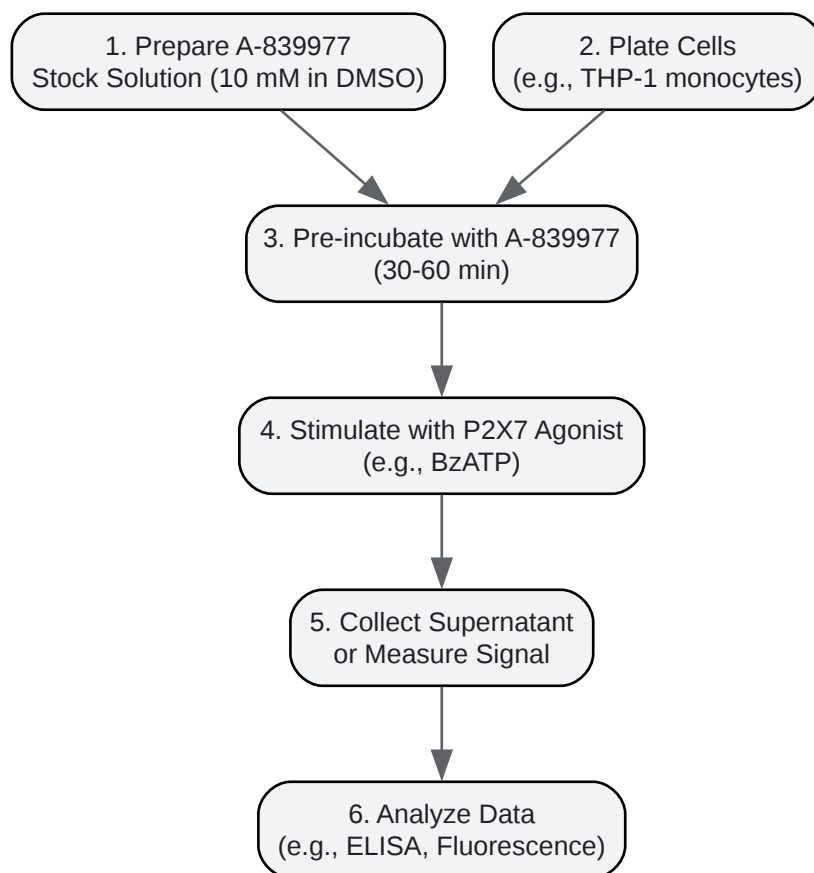 1. Prepare A-839977
Stock Solution (10 mM in DMSO)
2. Plate Cells
(e.g., THP-1 monocytes)
3. Pre-incubate with A-839977
(30-60 min)
4. Stimulate with P2X7 Agonist
(e.g., BzATP)
5. Collect Supernatant
or Measure Signal
6. Analyze Data
(e.g., ELISA, Fluorescence)